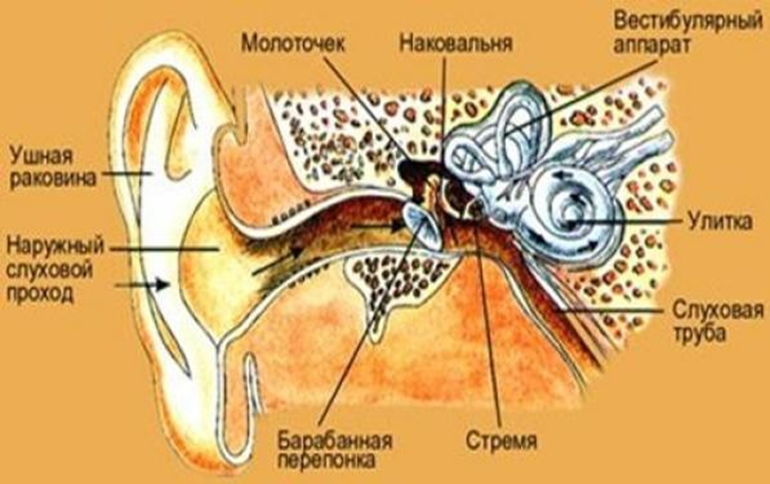 Вестибулярный
аппарат
Молоточек
Наковальня
Ушная
раковина
Улитка
Наружный
слуховой
проход
Слуховая
труба
Барабанная
перепонка
Стремя